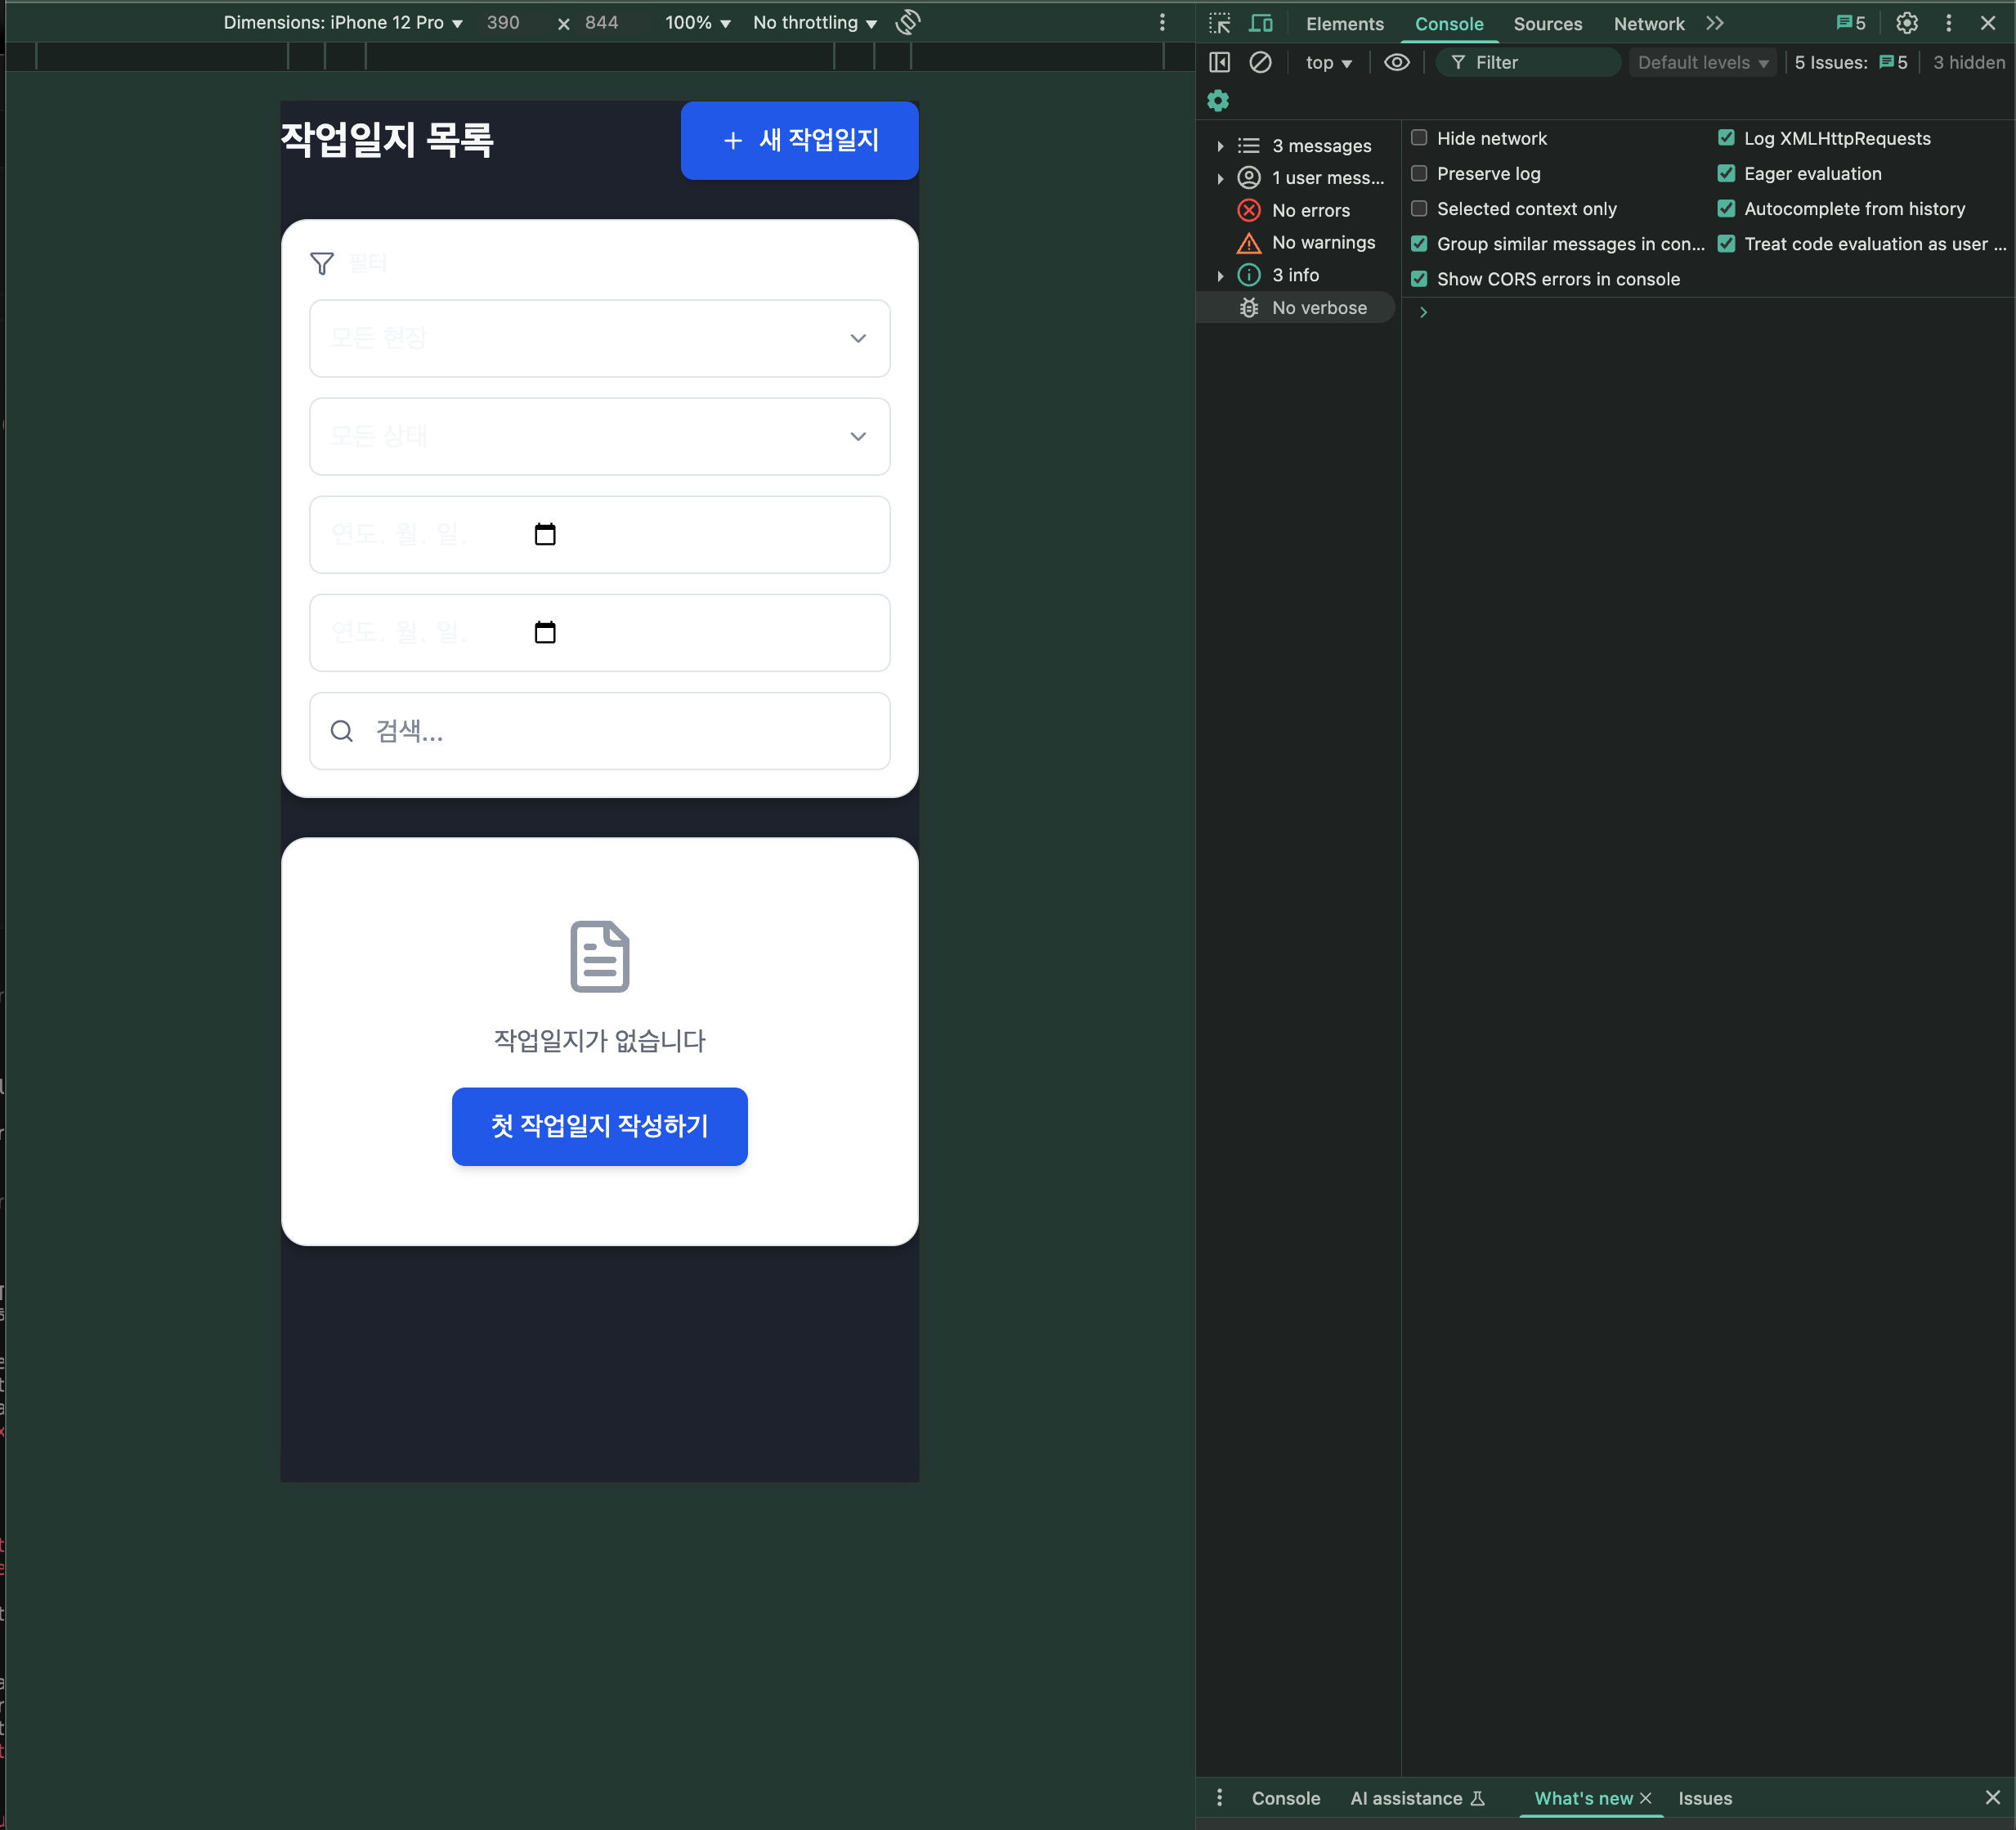 Dimensions: iPhone 12 Pro 390 × 844 100% No throttling
작업일지 목록
+ 새 작업일지
필터
모든 현장
모든 상태
연도. 월. 일.
연도. 월. 일.
검색...
작업일지가 없습니다
첫 작업일지 작성하기
Elements Console Sources Network 5
top Filter Default levels 5 Issues: 5 3 hidden
3 messages
1 user mess...
No errors
No warnings
3 info
No verbose
Hide network
Log XMLHttpRequests
Preserve log
Eager evaluation
Selected context only
Autocomplete from history
Group similar messages in con...
Treat code evaluation as user ...
Show CORS errors in console
Console AI assistance What's new Issues